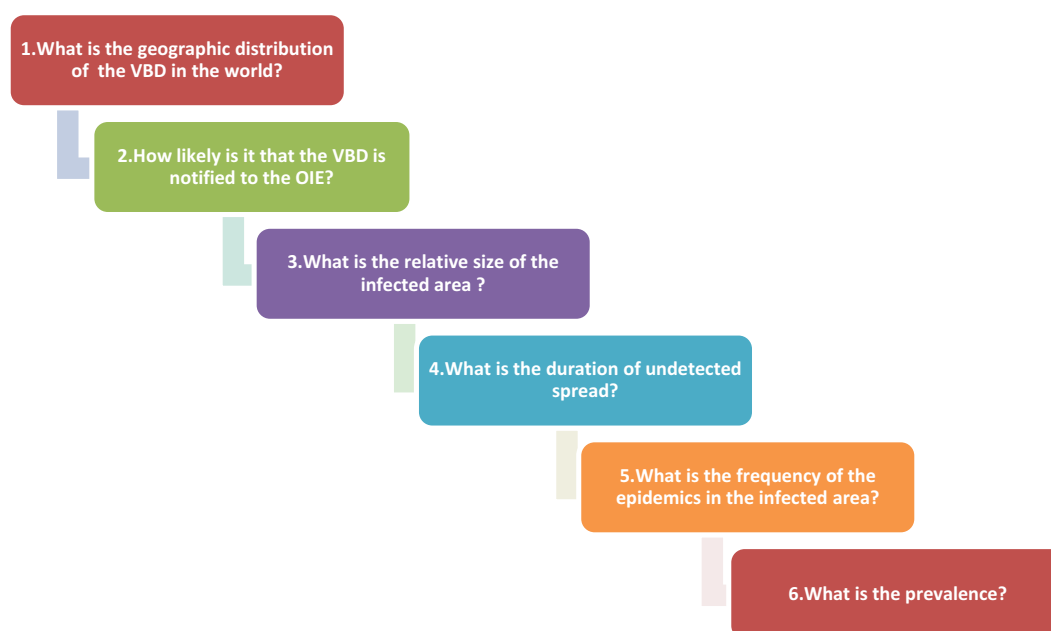 1.What is the geographic distribution
of the VBD in the world?
2.How likely is it that the VBD is
notified to the OIE?
3.What is the relative size of the
infected area ?
4.What is the duration of undetected
spread?
5.What is the frequency of the
epidemics in the infected area?
6.What is the prevalence?